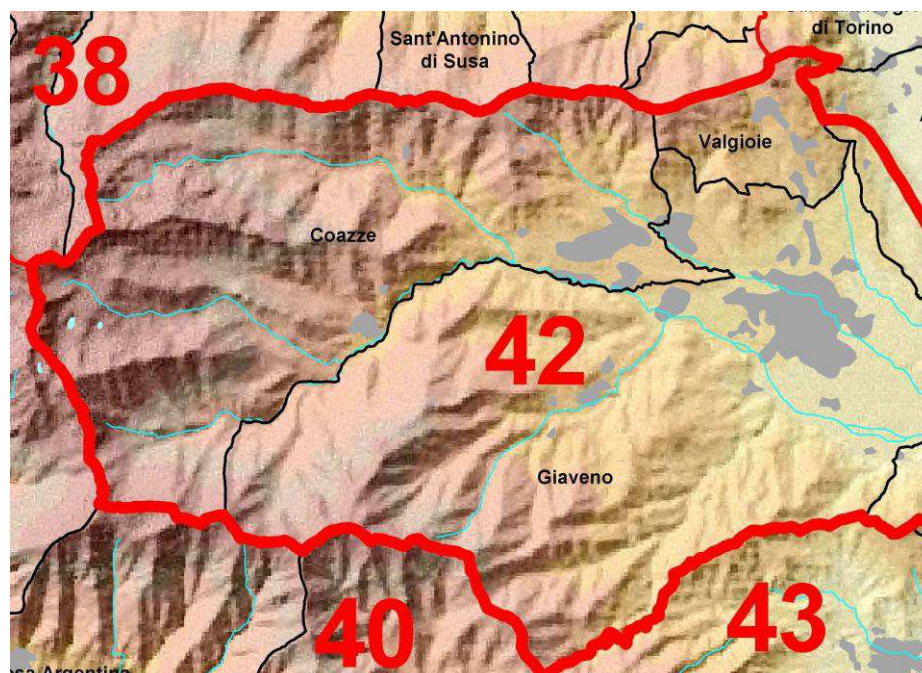 38
Sant'Antonino
di Susa
di Torino
Valgioie
Coazze
42
Giaveno
40
43